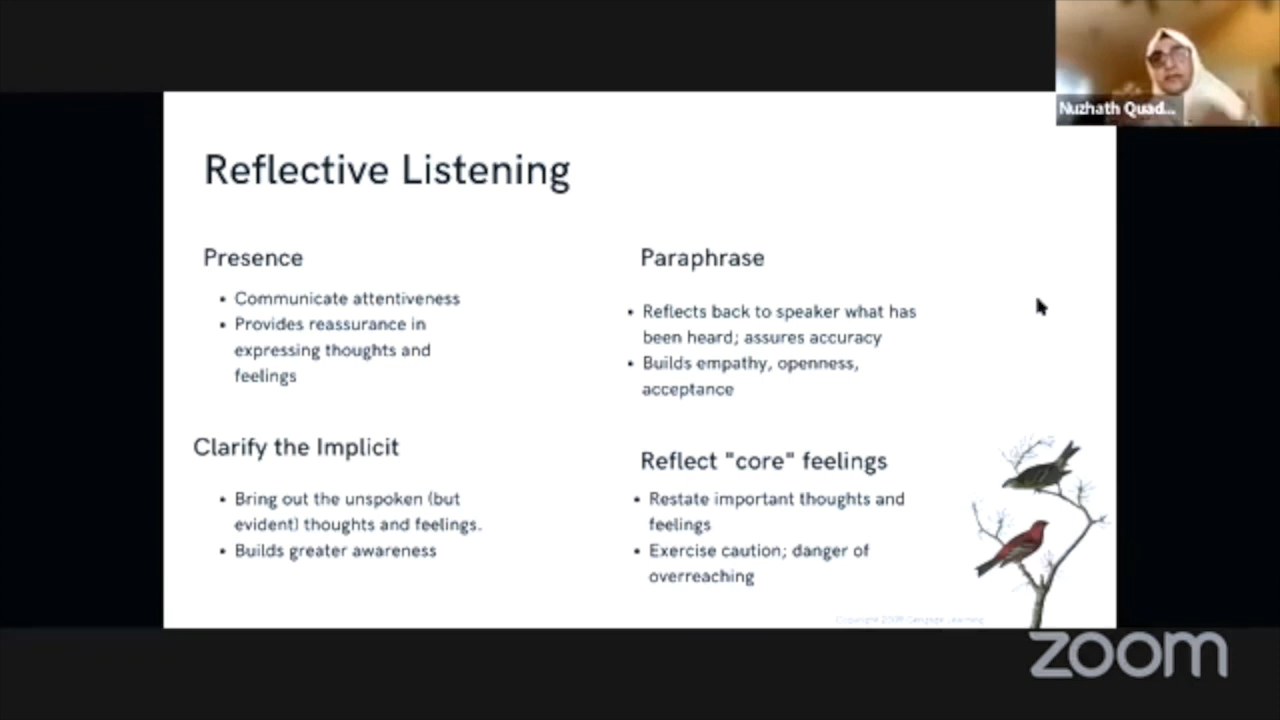 Nuzhath Quad...
Reflective Listening
Presence
• Communicate attentiveness
• Provides reassurance in
expressing thoughts and
feelings
Paraphrase
• Reflects back to speaker what has
been heard; assures accuracy
• Builds empathy, openness,
acceptance
Clarify the Implicit
• Bring out the unspoken (but
evident) thoughts and feelings.
• Builds greater awareness
Reflect "core" feelings
• Restate important thoughts and
feelings
• Exercise caution; danger of
overreaching
Cengage Learning
zoom